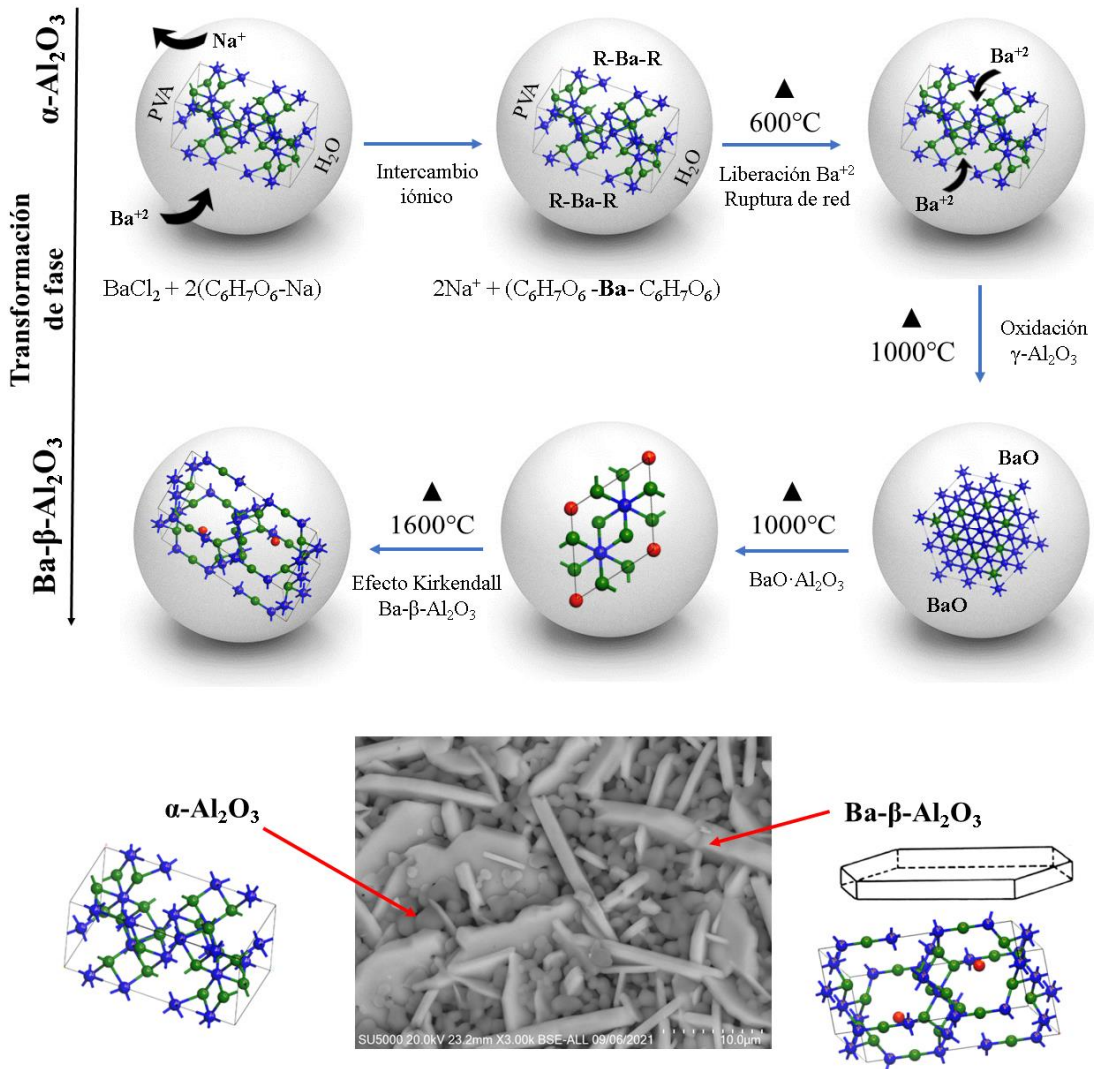 α-Al₂O₃
Transformación
de fase
Ba-β-Al₂O₃
Na⁺
PVA
H₂O
Ba⁺²
BaCl₂ + 2(C₆H₇O₆-Na)
Intercambio
iónico
R-Ba-R
PVA
H₂O
R-Ba-R
2Na⁺ + (C₆H₇O₆ -Ba- C₆H₇O₆)
▲
600°C
Liberación Ba⁺²
Ruptura de red
Ba⁺²
Ba⁺²
▲
1000°C
Oxidación
γ-Al₂O₃
BaO
BaO
▲
1000°C
BaO·Al₂O₃
▲
1600°C
Efecto Kirkendall
Ba-β-Al₂O₃
α-Al₂O₃
Ba-β-Al₂O₃
SU5000 20.0kV 23.2mm X3.00k BSE-ALL 09/06/2021
10.0µm